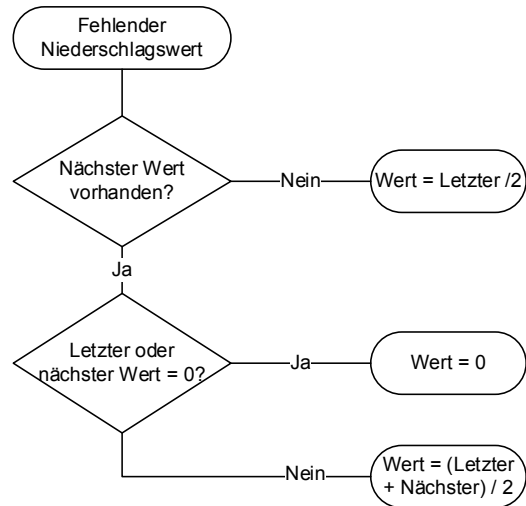 Fehlender
Niederschlagswert
Nächster Wert
vorhanden?
Nein
Wert = Letzter /2
Ja
Letzter oder
nächster Wert = 0?
Ja
Wert = 0
Nein
Wert = (Letzter
+ Nächster) / 2